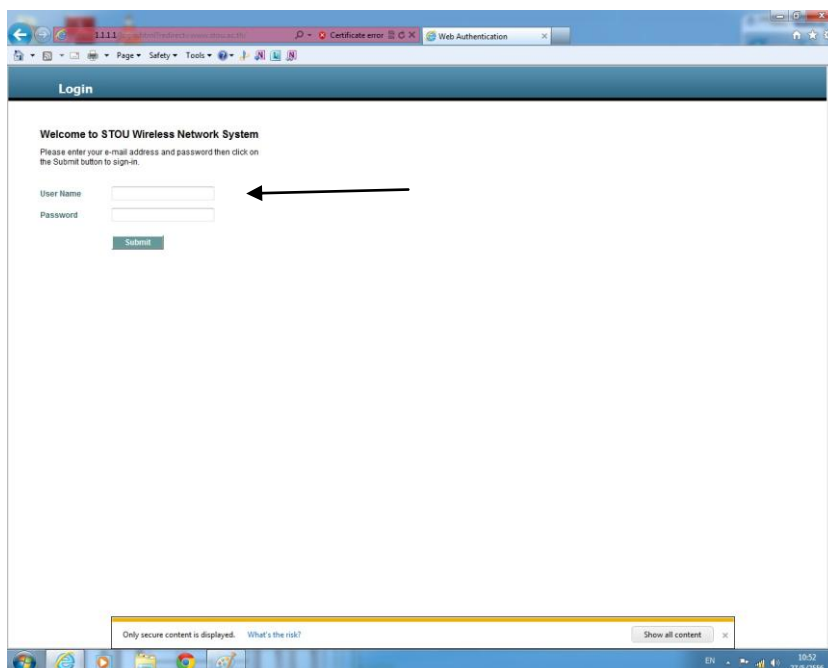 1.1.1.1
Certificate error
Web Authentication
Page Safety Tools
Login
Welcome to STOU Wireless Network System
Please enter your e-mail address and password then click on
the Submit button to sign-in.
User Name
Password
Submit
Only secure content is displayed. What's the risk? Show all content
EN
10:52